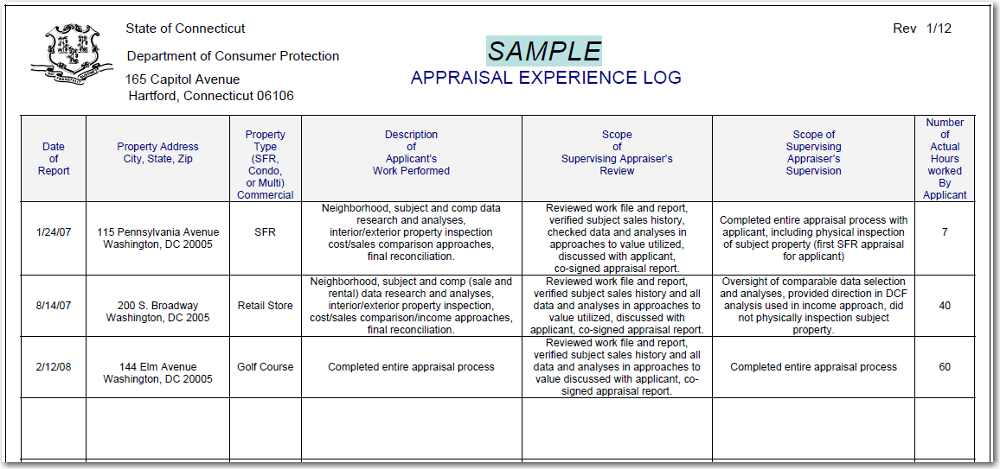 State of Connecticut
Rev 1/12
SAMPLE
Department of Consumer Protection
APPRAISAL EXPERIENCE LOG
165 Capitol Avenue
Hartford, Connecticut 06106
Date
of
Report
Property Address
City, State, Zip
Property
Type
(SFR,
Condo,
or Multi)
Commercial
Description
of
Applicant's
Work Performed
Scope
of
Supervising Appraiser's
Review
Scope of
Supervising
Appraiser's
Supervision
Number
of
Actual
Hours
worked
By
Applicant
1/24/07
115 Pennsylvania Avenue
Washington, DC 20005
SFR
Neighborhood, subject and comp data
research and analyses,
interior/exterior property inspection
cost/sales comparison approaches,
final reconciliation.
Reviewed work file and report,
verified subject sales history,
checked data and analyses in
approaches to value utilized,
discussed with applicant,
co-signed appraisal report.
Completed entire appraisal process with
applicant, including physical inspection
of subject property (first SFR appraisal
for applicant)
7
8/14/07
200 S. Broadway
Washington, DC 2005
Retail Store
Neighborhood, subject and comp (sale and
rental) data research and analyses,
interior/exterior property inspection,
cost/sales comparison/income approaches,
final reconciliation.
Reviewed work file and report,
verified subject sales history and all
data and analyses in approaches to
value utilized, discussed with
applicant, co-signed appraisal report.
Oversight of comparable data selection
and analyses, provided direction in DCF
analysis used in income approach, did
not physically inspection subject
property.
40
2/12/08
144 Elm Avenue
Washington, DC 20005
Golf Course
Completed entire appraisal process
Reviewed work file and report,
verified subject sales history and all
data and analyses in approaches to
value discussed with applicant, co-
signed appraisal report.
Completed entire appraisal process
60